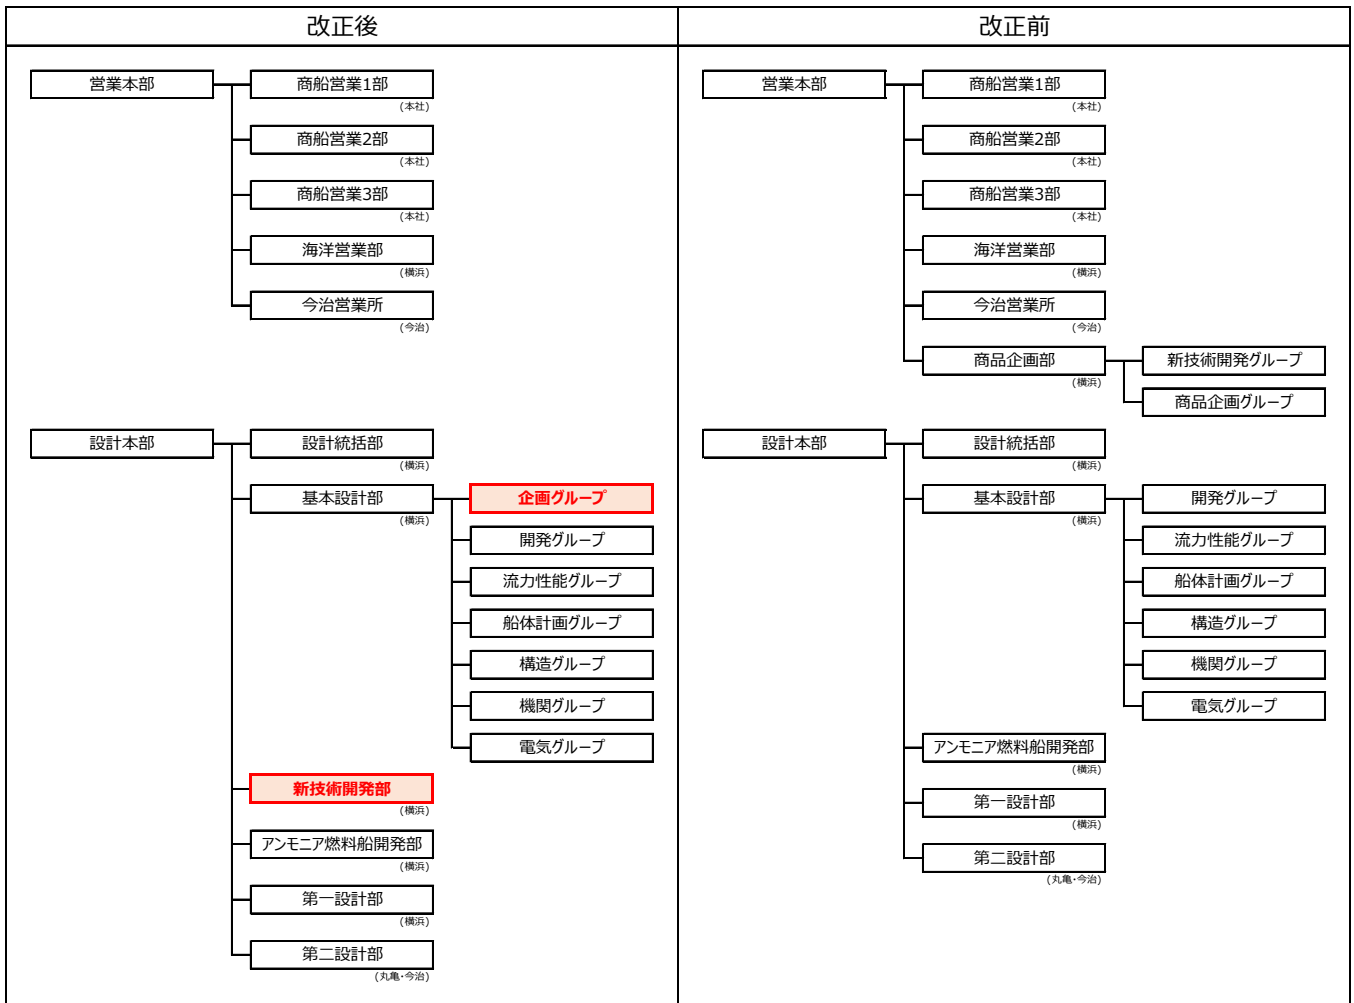 改正後
営業本部
商船営業1部
(本社)
商船営業2部
(本社)
商船営業3部
(本社)
海洋営業部
(横浜)
今治営業所
(今治)
設計本部
設計統括部
(横浜)
基本設計部
(横浜)
企画グループ
開発グループ
流力性能グループ
船体計画グループ
構造グループ
機関グループ
電気グループ
新技術開発部
(横浜)
アンモニア燃料船開発部
(横浜)
第一設計部
(横浜)
第二設計部
(丸亀・今治)
改正前
営業本部
商船営業1部
(本社)
商船営業2部
(本社)
商船営業3部
(本社)
海洋営業部
(横浜)
今治営業所
(今治)
商品企画部
(横浜)
新技術開発グループ
商品企画グループ
設計本部
設計統括部
(横浜)
基本設計部
(横浜)
開発グループ
流力性能グループ
船体計画グループ
構造グループ
機関グループ
電気グループ
アンモニア燃料船開発部
(横浜)
第一設計部
(横浜)
第二設計部
(丸亀・今治)